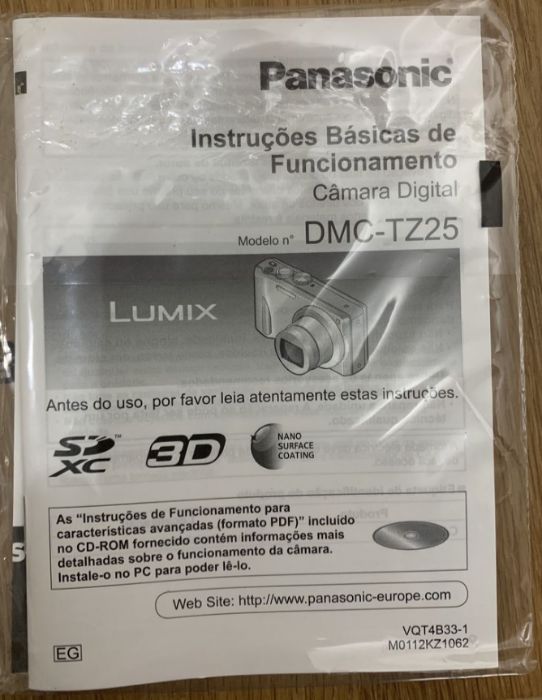 Panasonic
Instruções Básicas de
Funcionamento
Câmara Digital
Modelo n° DMC-TZ25
LUMIX
Antes do uso, por favor leia atentamente estas instruções.
SD XC™
3D
NANO
SURFACE
COATING
As “Instruções de Funcionamento para
características avançadas (formato PDF)” incluído
no CD-ROM fornecido contém informações mais
detalhadas sobre o funcionamento da câmara.
Instale-o no PC para poder lê-lo.
Web Site: http://www.panasonic-europe.com
EG
VQT4B33-1
M0112KZ1062